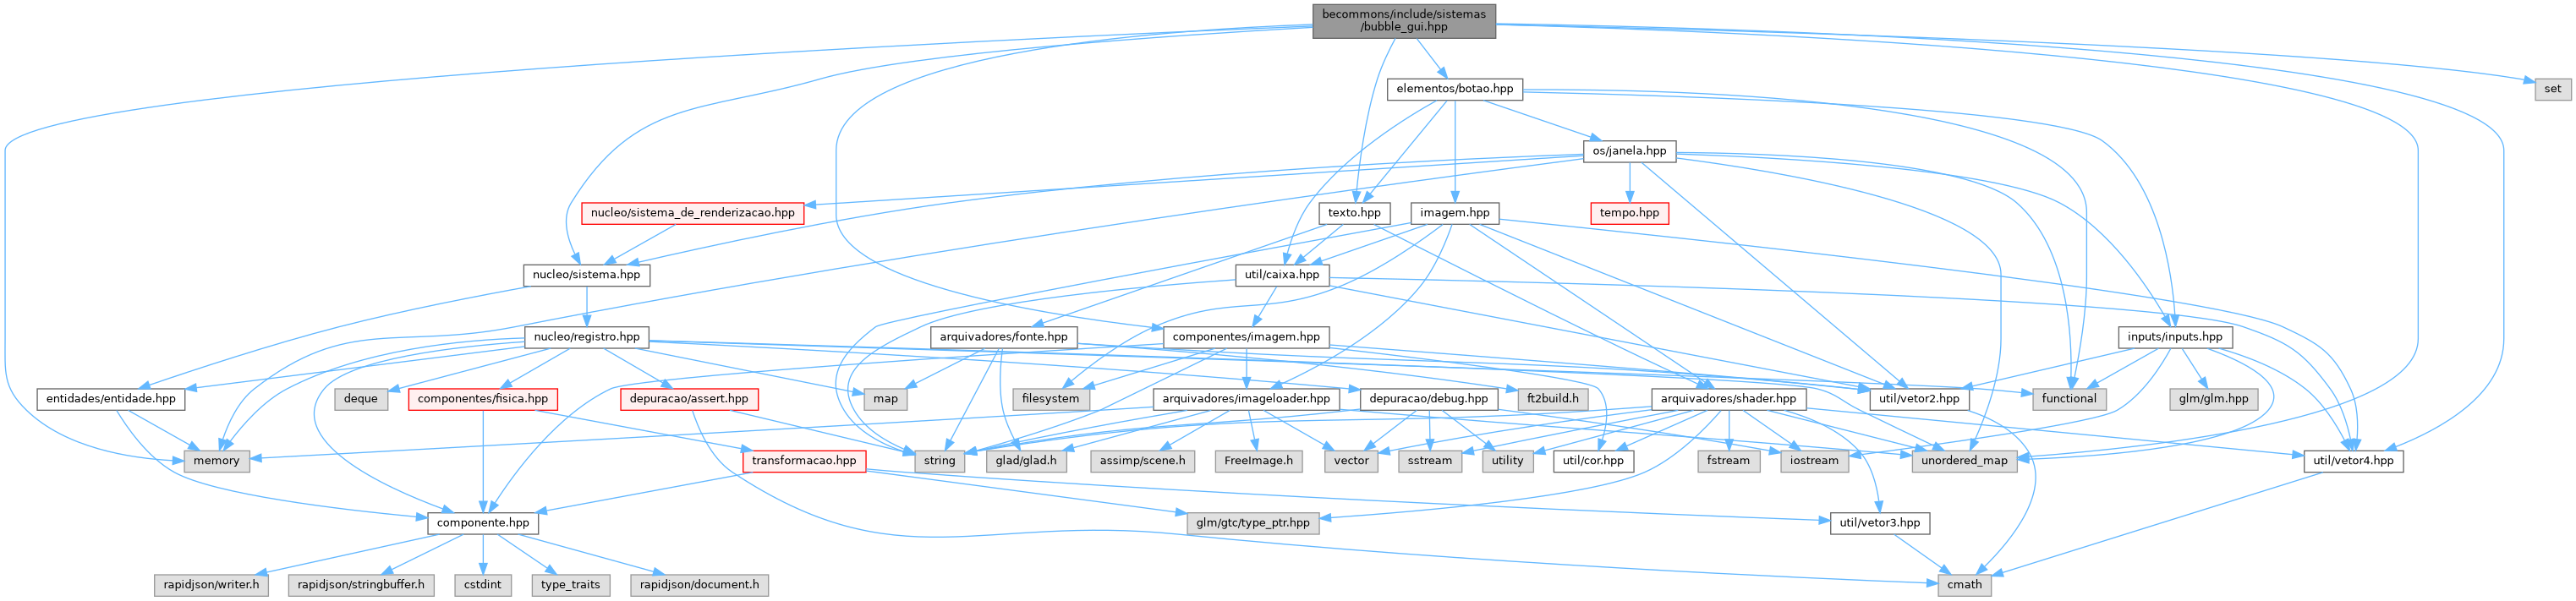 becommons/include/sistemas
/bubble_gui.hpp
elementos/botao.hpp
set
os/janela.hpp
nucleo/sistema_de_renderizacao.hpp
texto.hpp
imagem.hpp
tempo.hpp
nucleo/sistema.hpp
util/caixa.hpp
nucleo/registro.hpp
arquivadores/fonte.hpp
componentes/imagem.hpp
inputs/inputs.hpp
entidades/entidade.hpp
deque
componentes/fisica.hpp
depuracao/assert.hpp
map
filesystem
arquivadores/imageloader.hpp
depuracao/debug.hpp
ft2build.h
arquivadores/shader.hpp
util/vetor2.hpp
functional
glm/glm.hpp
memory
transformacao.hpp
string
glad/glad.h
assimp/scene.h
FreeImage.h
vector
sstream
utility
util/cor.hpp
fstream
iostream
unordered_map
util/vetor4.hpp
componente.hpp
glm/gtc/type_ptr.hpp
util/vetor3.hpp
rapidjson/writer.h
rapidjson/stringbuffer.h
cstdint
type_traits
rapidjson/document.h
cmath